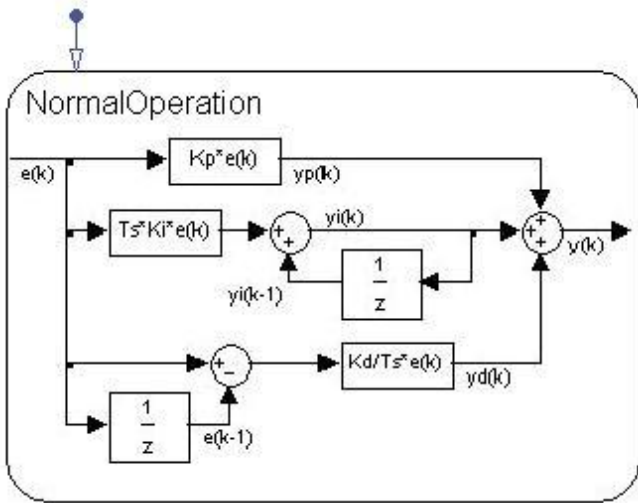 NormalOperation
e(k)
Kp*e(k)
yp(k)
Ts*Ki*e(k)
+
+
yi(k)
yi(k-1)
1
z
+
+
+
y(k)
+
−
Kd/Ts*e(k)
yd(k)
1
z
e(k-1)